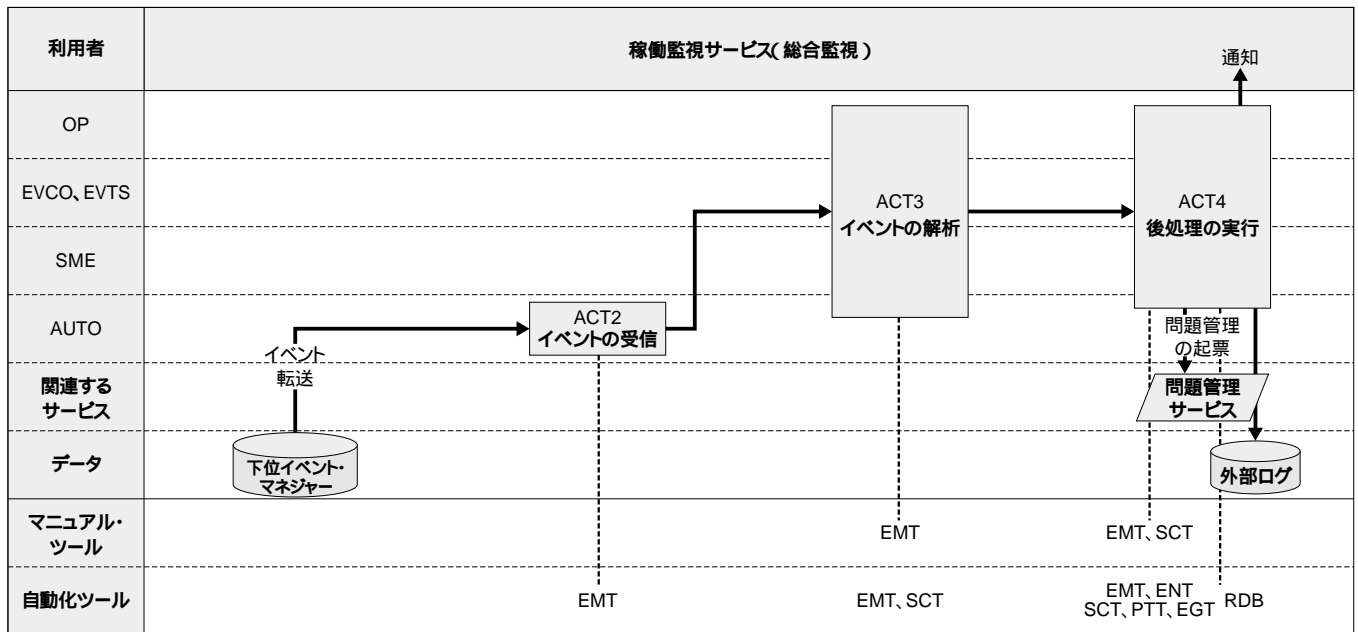 利用者
稼働監視サービス(総合監視)
通知
OP
EVCO、EVTS
SME
AUTO
ACT3
イベントの解析
ACT4
後処理の実行
ACT2
イベントの受信
イベント
転送
問題管理
の起票
関連する
サービス
問題管理
サービス
データ
下位イベント・
マネジャー
外部ログ
マニュアル・
ツール
EMT
EMT、SCT
自動化ツール
EMT
EMT、SCT
EMT、ENT
SCT、PTT、EGT
RDB